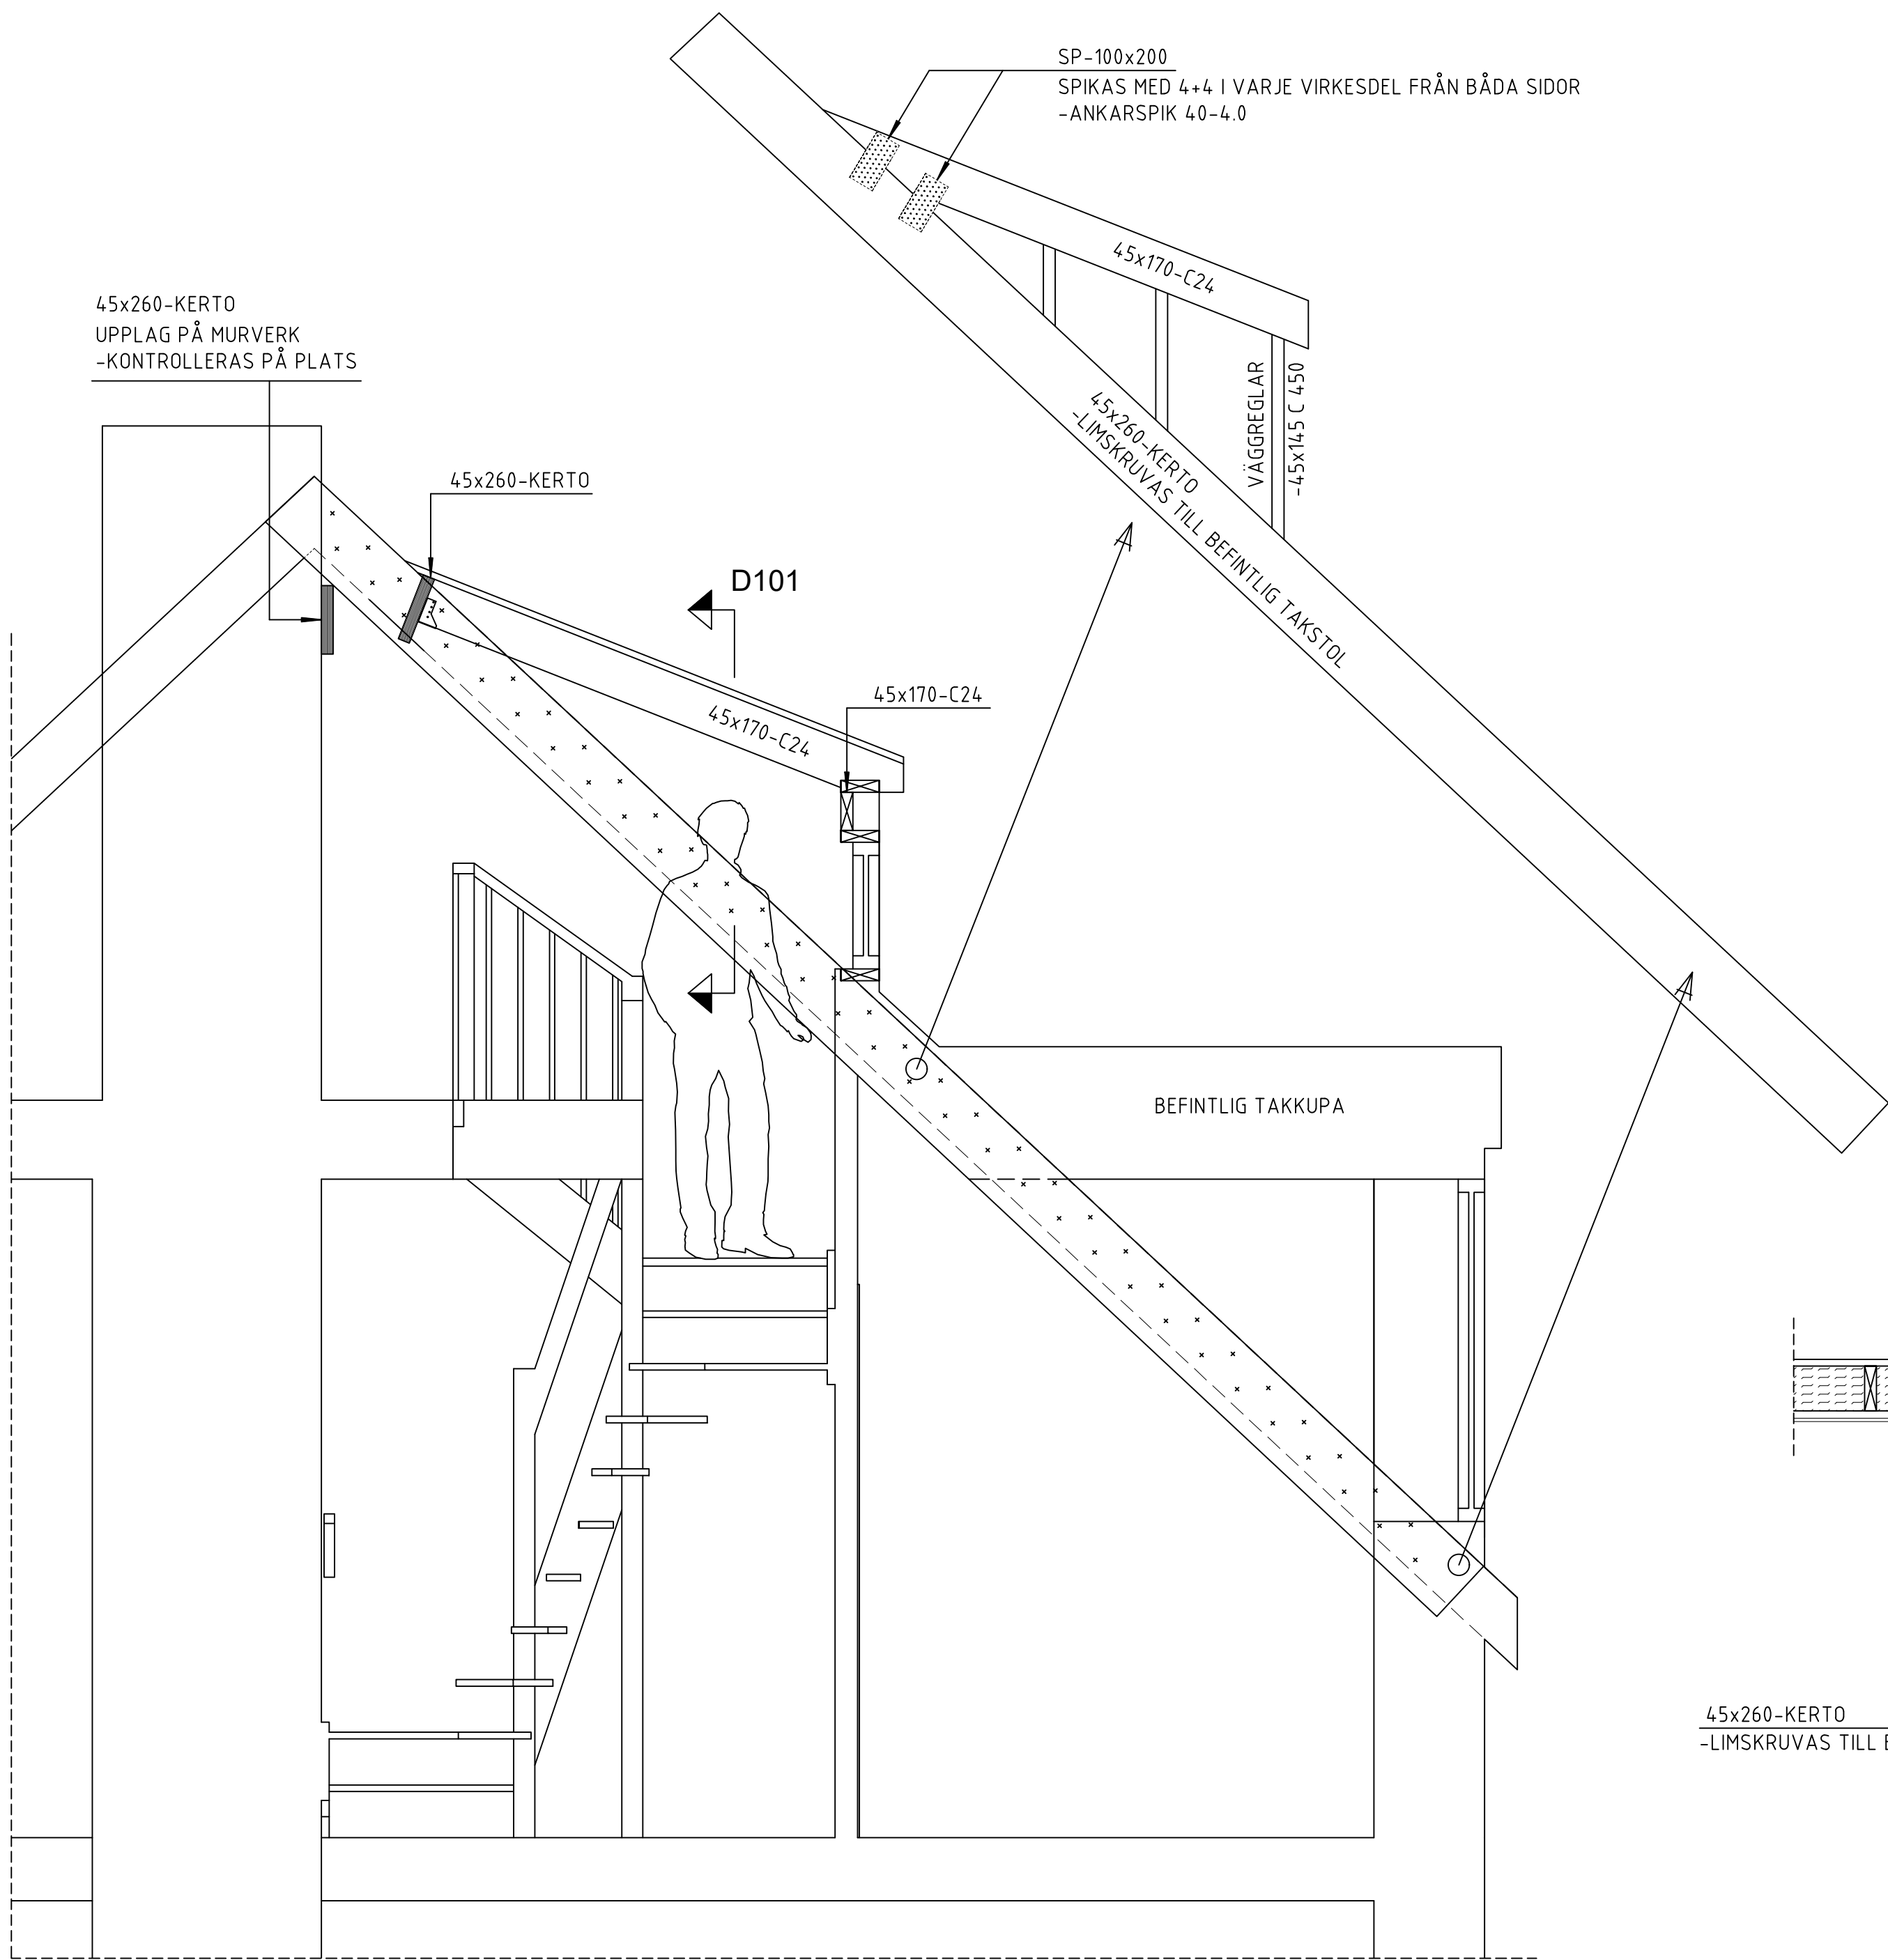 SP-100x200
SPIKAS MED 4+4 I VARJE VIRKESDEL FRÅN BÅDA SIDOR
-ANKARSPIK 40-4.0
45x170-C24
45x260-KERTO
UPPLAG PÅ MURVERK
-KONTROLLERAS PÅ PLATS
VÄGGREGLAR
-45x145 C 450
45x260-KERTO
-LIMSKRUVAS TILL BEFINTLIG TAKSTOL
45x260-KERTO
D101
45x170-C24
45x170-C24
BEFINTLIG TAKKUPA
45x260-KERTO
-LIMSKRUVAS TILL